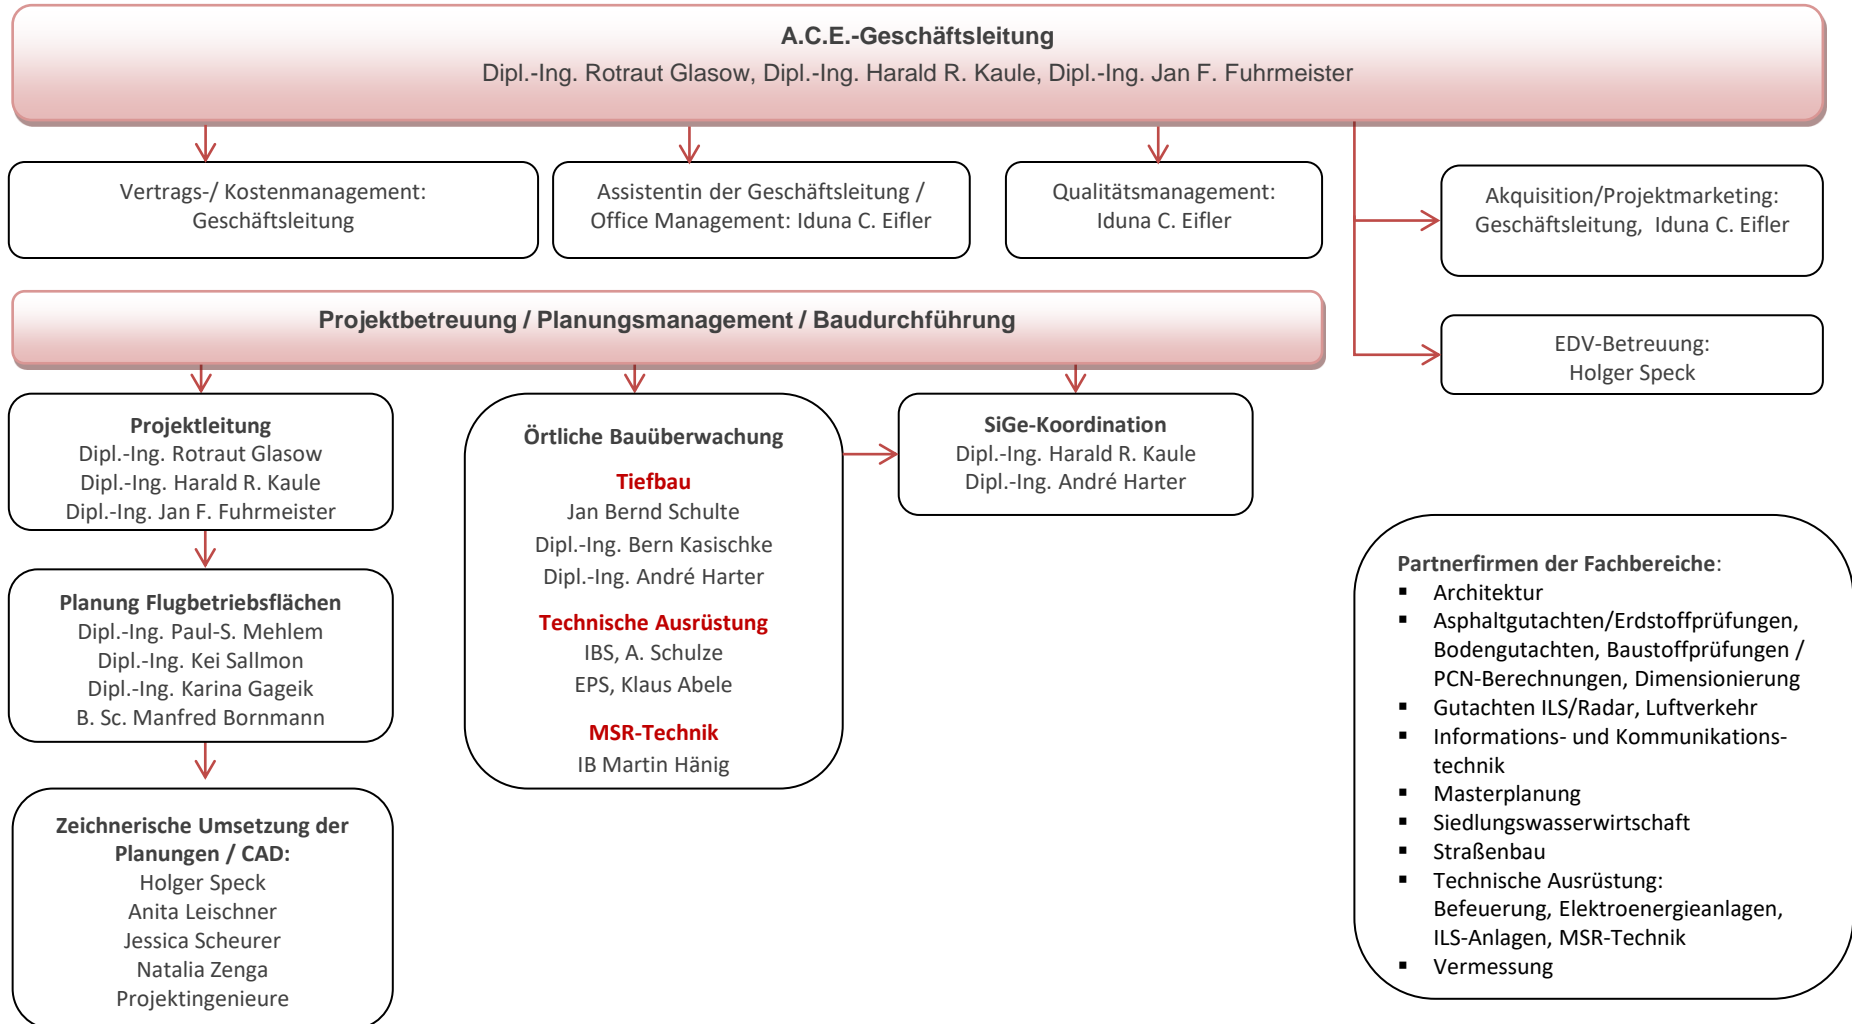 A.C.E.-Geschäftsleitung
Dipl.-Ing. Rotraut Glasow, Dipl.-Ing. Harald R. Kaule, Dipl.-Ing. Jan F. Fuhrmeister
Vertrags-/ Kostenmanagement:
Geschäftsleitung
Assistentin der Geschäftsleitung /
Office Management: Iduna C. Eifler
Qualitätsmanagement:
Iduna C. Eifler
Akquisition/Projektmarketing:
Geschäftsleitung, Iduna C. Eifler
EDV-Betreuung:
Holger Speck
Projektbetreuung / Planungsmanagement / Baudurchführung
Projektleitung
Dipl.-Ing. Rotraut Glasow
Dipl.-Ing. Harald R. Kaule
Dipl.-Ing. Jan F. Fuhrmeister
Planung Flugbetriebsflächen
Dipl.-Ing. Paul-S. Mehlem
Dipl.-Ing. Kei Sallmon
Dipl.-Ing. Karina Gageik
B. Sc. Manfred Bornmann
Zeichnerische Umsetzung der
Planungen / CAD:
Holger Speck
Anita Leischner
Jessica Scheurer
Natalia Zenga
Projektingenieure
Örtliche Bauüberwachung
Tiefbau
Jan Bernd Schulte
Dipl.-Ing. Bern Kasischke
Dipl.-Ing. André Harter
Technische Ausrüstung
IBS, A. Schulze
EPS, Klaus Abele
MSR-Technik
IB Martin Hänig
SiGe-Koordination
Dipl.-Ing. Harald R. Kaule
Dipl.-Ing. André Harter
Partnerfirmen der Fachbereiche:
▪ Architektur
▪ Asphaltgutachten/Erdstoffprüfungen,
Bodengutachten, Baustoffprüfungen /
PCN-Berechnungen, Dimensionierung
▪ Gutachten ILS/Radar, Luftverkehr
▪ Informations- und Kommunikations-
technik
▪ Masterplanung
▪ Siedlungswasserwirtschaft
▪ Straßenbau
▪ Technische Ausrüstung:
Befeuerung, Elektroenergieanlagen,
ILS-Anlagen, MSR-Technik
▪ Vermessung